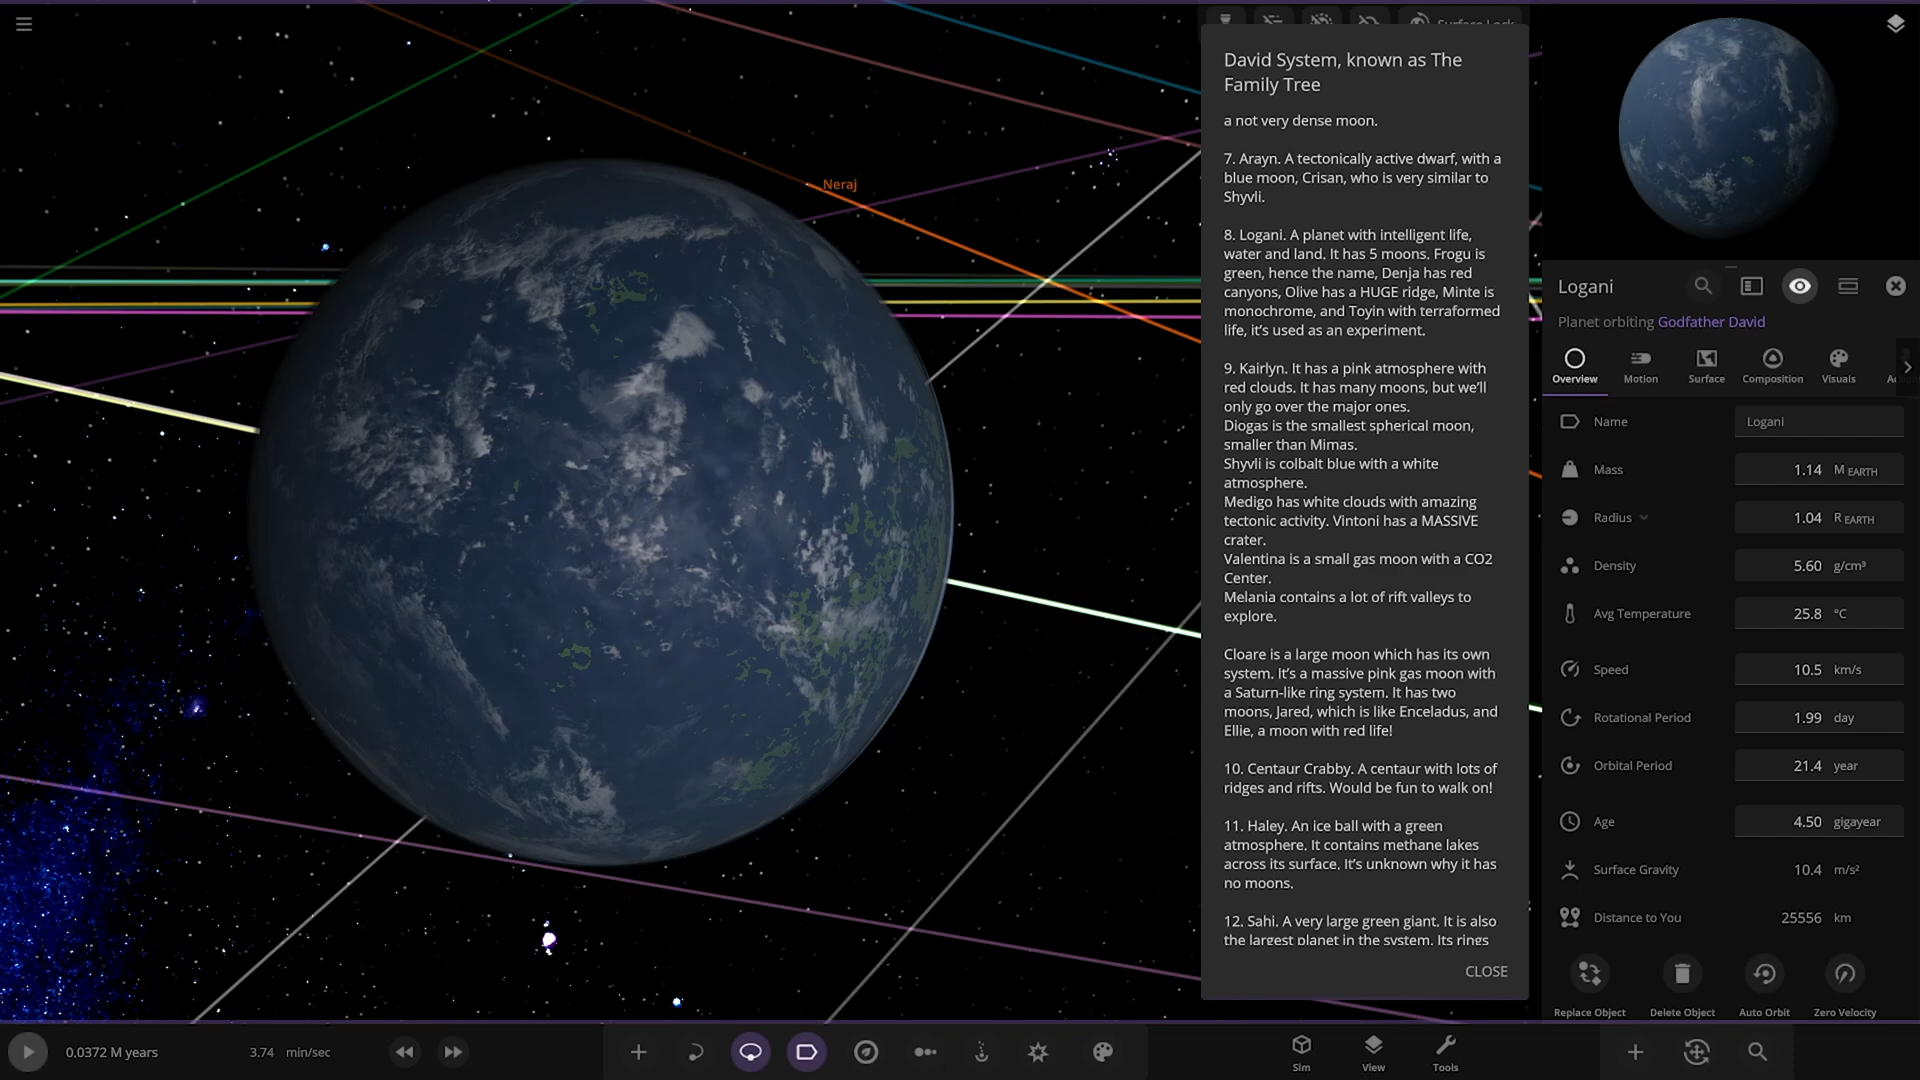 Surface Lock
David System, known as The
Family Tree
a not very dense moon.
7. Arayn. A tectonically active dwarf, with a
blue moon, Crisan, who is very similar to
Shyvli.
8. Logani. A planet with intelligent life,
water and land. It has 5 moons. Frogu is
green, hence the name, Denja has red
canyons, Olive has a HUGE ridge, Minte is
monochrome, and Toyin with terraformed
life, it's used as an experiment.
9. Kairlyn. It has a pink atmosphere with
red clouds. It has many moons, but we'll
only go over the major ones.
Diogas is the smallest spherical moon,
smaller than Mimas.
Shyvli is colbalt blue with a white
atmosphere.
Medigo has white clouds with amazing
tectonic activity. Vintoni has a MASSIVE
crater.
Valentina is a small gas moon with a CO2
Center.
Melania contains a lot of rift valleys to
explore.
Cloare is a large moon which has its own
system. It's a massive pink gas moon with
a Saturn-like ring system. It has two
moons, Jared, which is like Enceladus, and
Ellie, a moon with red life!
10. Centaur Crabby. A centaur with lots of
ridges and rifts. Would be fun to walk on!
11. Haley. An ice ball with a green
atmosphere. It contains methane lakes
across its surface. It's unknown why it has
no moons.
12. Sahi. A very large green giant. It is also
the largest planet in the system. Its rings
CLOSE
Neraj
Logani
Planet orbiting Godfather David
Overview Motion Surface Composition Visuals
Name Logani
Mass 1.14 M EARTH
Radius 1.04 R EARTH
Density 5.60 g/cm³
Avg Temperature 25.8 °C
Speed 10.5 km/s
Rotational Period 1.99 day
Orbital Period 21.4 year
Age 4.50 gigayear
Surface Gravity 10.4 m/s²
Distance to You 25556 km
Replace Object Delete Object Auto Orbit Zero Velocity
0.0372 M years 3.74 min/sec
Sim View Tools